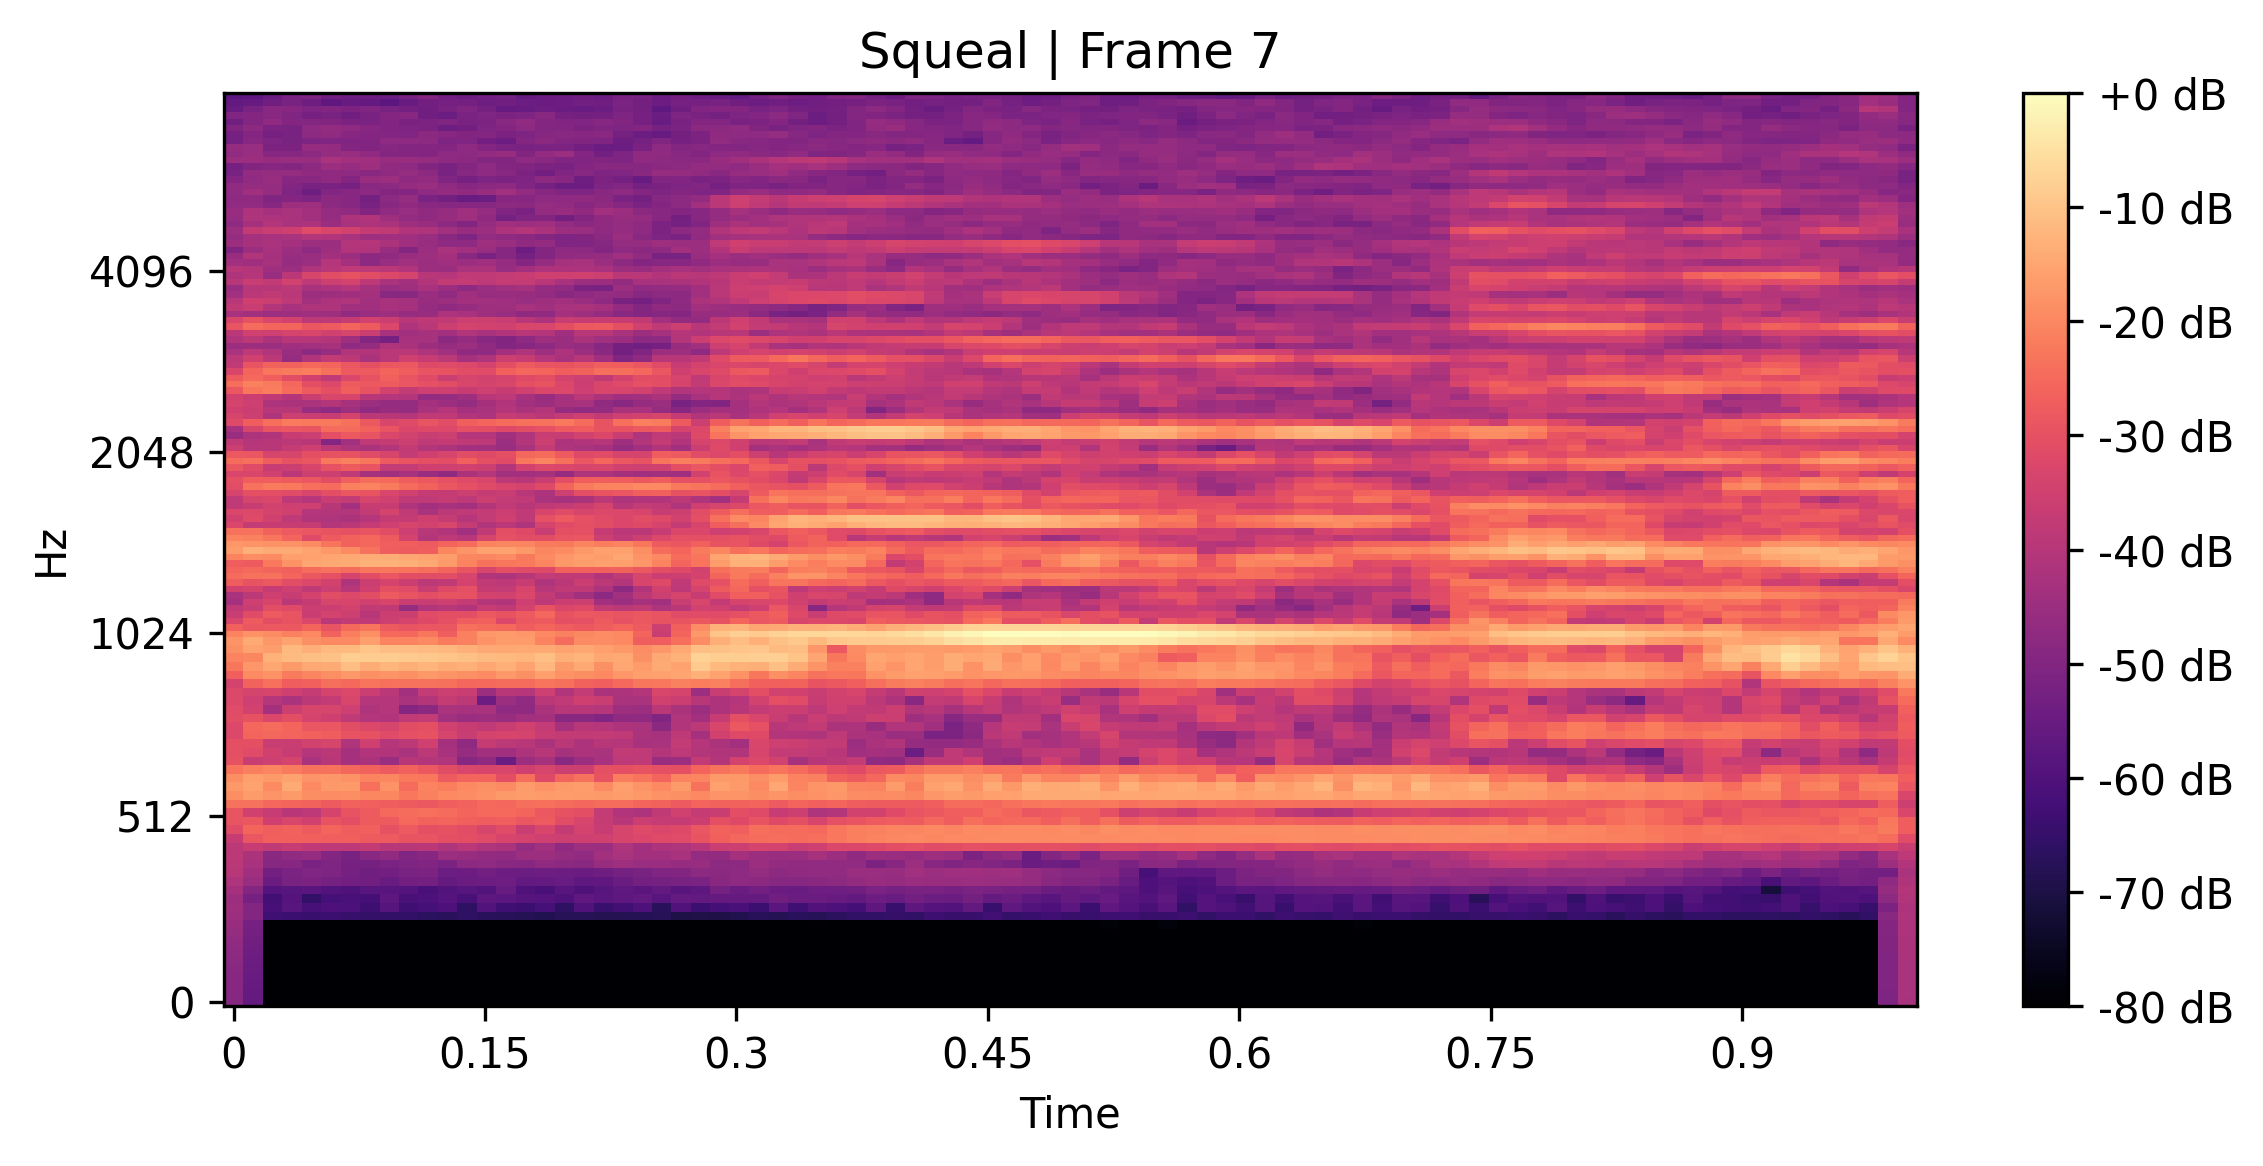 Squeal | Frame 7
+0 dB
-10 dB
-20 dB
-30 dB
-40 dB
-50 dB
-60 dB
-70 dB
-80 dB
Hz
4096
2048
1024
512
0
0 0.15 0.3 0.45 0.6 0.75 0.9
Time